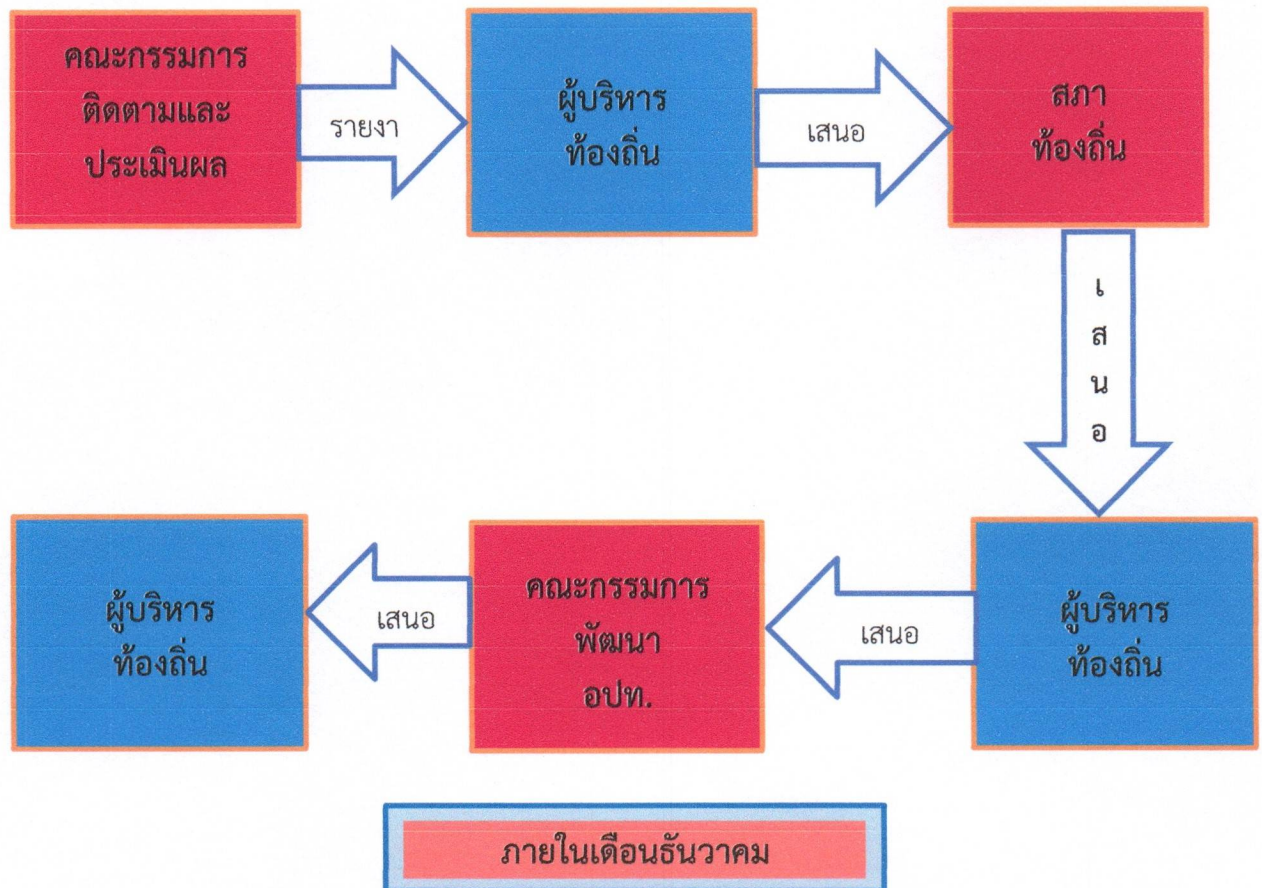 คณะกรรมการ
ติดตามและ
ประเมินผล
รายงา
ผู้บริหาร
ท้องถิ่น
เสนอ
สภา
ท้องถิ่น
เ
ส
น
อ
ผู้บริหาร
ท้องถิ่น
เสนอ
คณะกรรมการ
พัฒนา
อปท.
เสนอ
ผู้บริหาร
ท้องถิ่น
ภายในเดือนธันวาคม